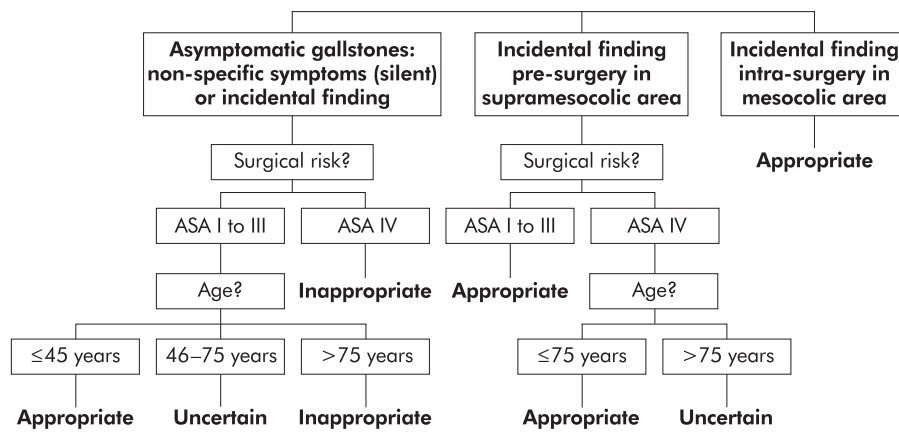 Asymptomatic gallstones:
non-specific symptoms (silent)
or incidental finding
Incidental finding
pre-surgery in
supramesocolic area
Incidental finding
intra-surgery in
mesocolic area
Surgical risk?
Surgical risk?
Appropriate
ASA I to III
ASA IV
ASA I to III
ASA IV
Age?
Inappropriate
Appropriate
Age?
≤45 years
46–75 years
>75 years
≤75 years
>75 years
Appropriate
Uncertain
Inappropriate
Appropriate
Uncertain